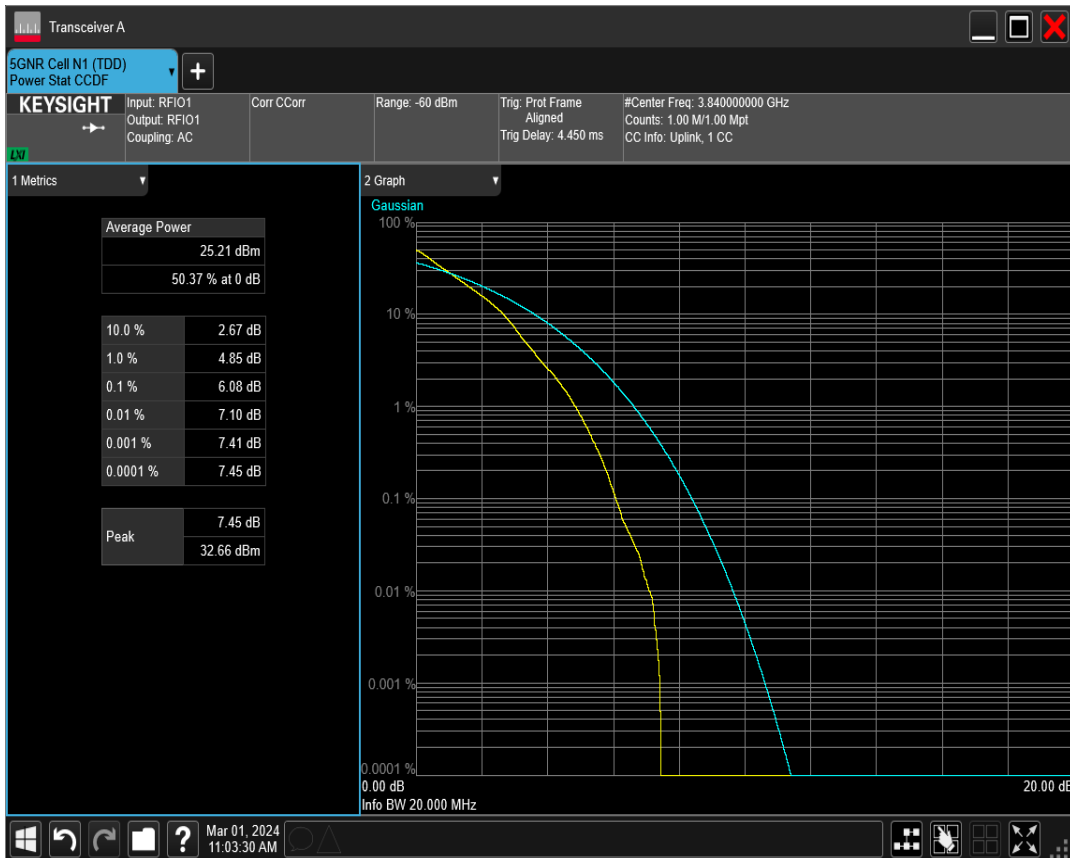 Transceiver A
5GNR Cell N1 (TDD)
Power Stat CCDF
+
KEYSIGHT
LXI
Input: RFIO1
Output: RFIO1
Coupling: AC
Corr CCorr
Range: -60 dBm
Trig: Prot Frame
Aligned
Trig Delay: 4.450 ms
#Center Freq: 3.840000000 GHz
Counts: 1.00 M/1.00 Mpt
CC Info: Uplink, 1 CC
1 Metrics
Average Power
25.21 dBm
50.37 % at 0 dB
10.0 % 2.67 dB
1.0 % 4.85 dB
0.1 % 6.08 dB
0.01 % 7.10 dB
0.001 % 7.41 dB
0.0001 % 7.45 dB
Peak
7.45 dB
32.66 dBm
2 Graph
Gaussian
100 %
10 %
1 %
0.1 %
0.01 %
0.001 %
0.0001 %
0.00 dB
20.00 dB
Info BW 20.000 MHz
?
Mar 01, 2024
11:03:30 AM